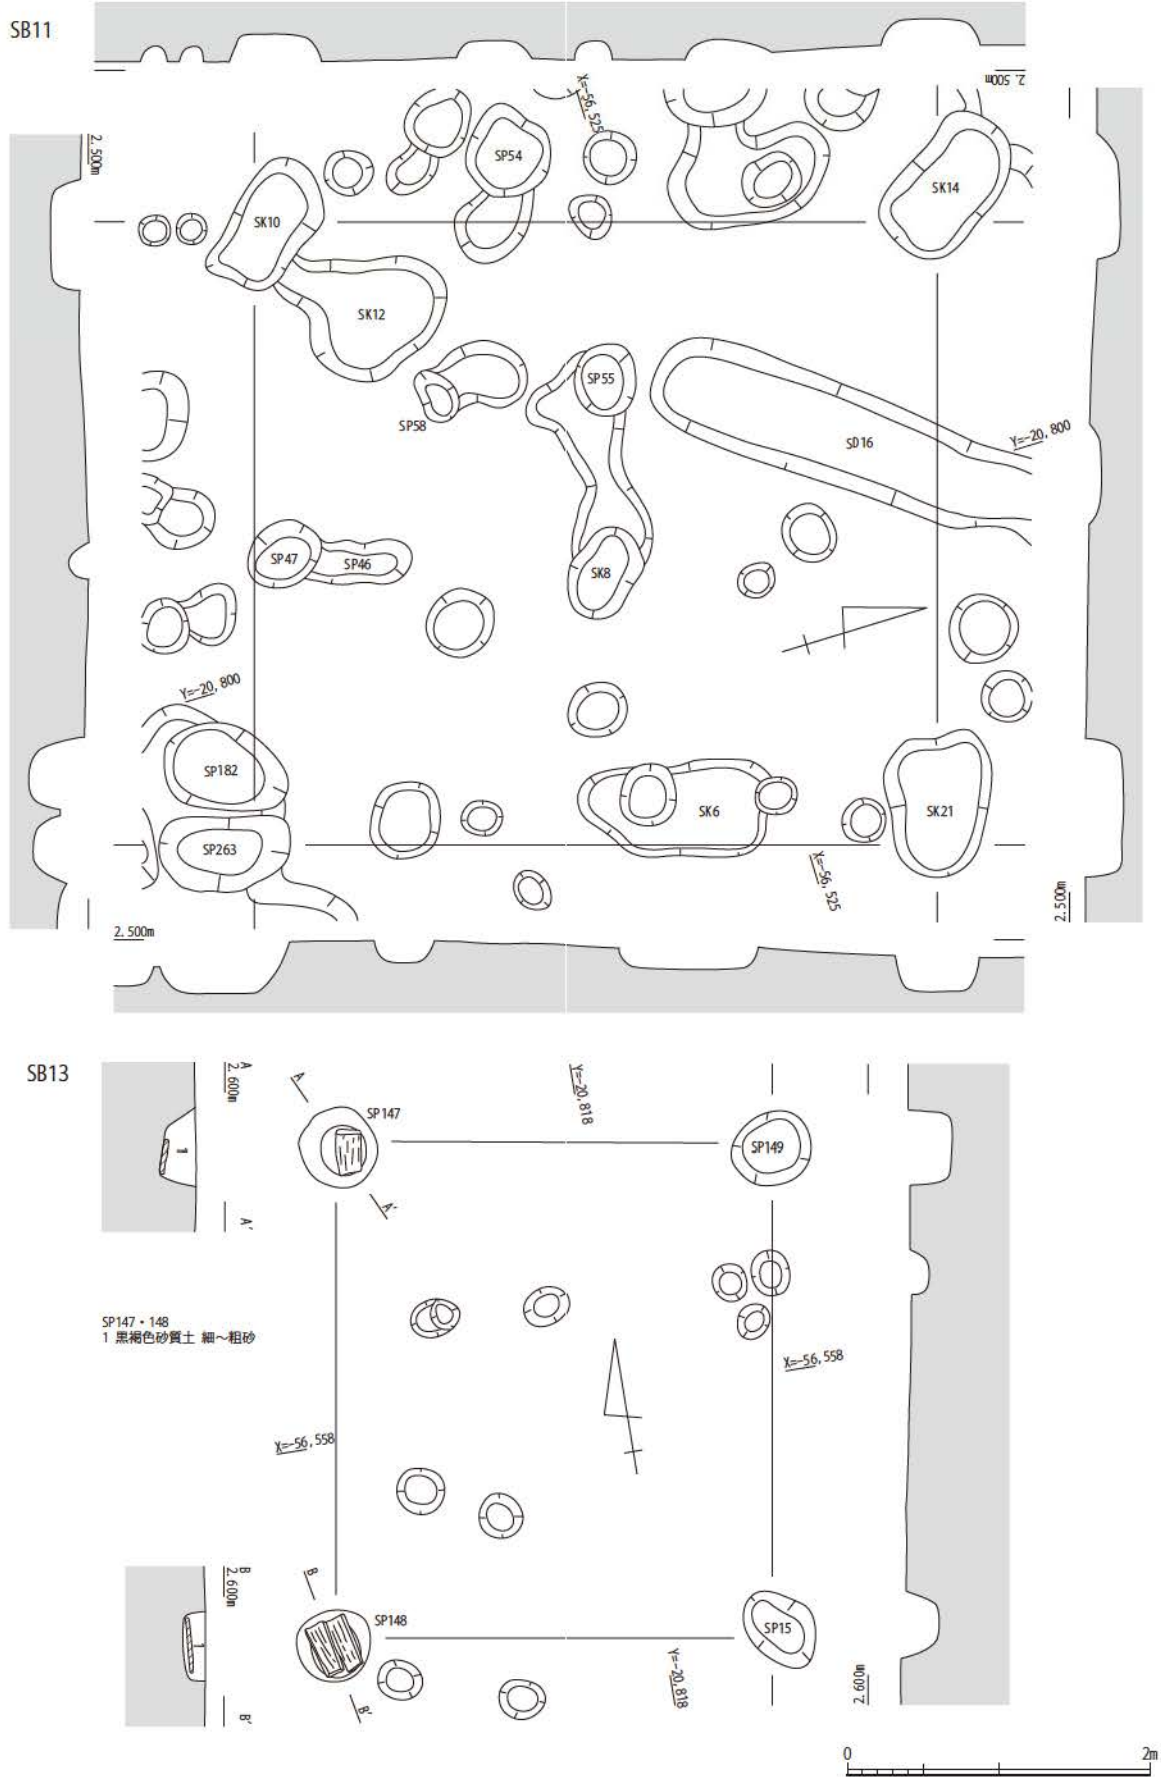 SB11
2.500m
X=-56,525
2.500m
SP54
SK14
SK10
SK12
SP55
SP58
SD16
Y=-20,800
SP47
SP46
SK8
Y=-20,800
SP182
SK6
SK21
SP263
X=-56,525
2.500m
2.500m
SB13
A
2.600m
A
Y=-20,818
SP147
SP149
1
A'
A'
SP147・148
1 黒褐色砂質土 細～粗砂
X=-56,558
X=-56,558
B
2.600m
B
SP148
SP15
1
Y=-20,818
2.600m
B'
B'
0
2m